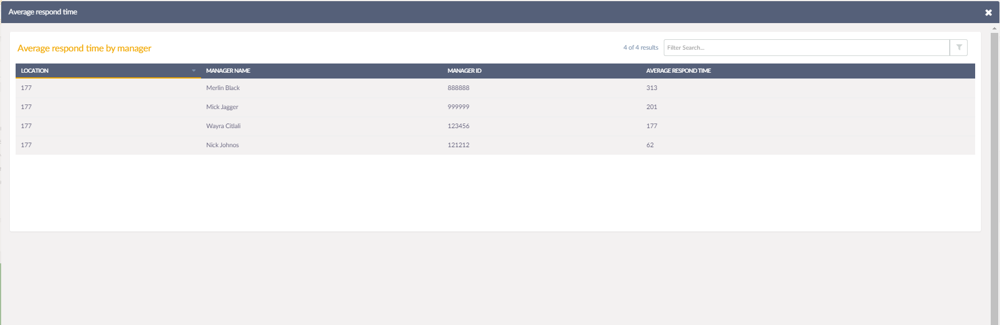 Average respond time
Average respond time by manager
4 of 4 results
Filter Search...
LOCATION MANAGER NAME MANAGER ID AVERAGE RESPOND TIME
177 Merlin Black 888888 313
177 Mick Jagger 999999 201
177 Wayra Citlali 123456 177
177 Nick Johnos 121212 62